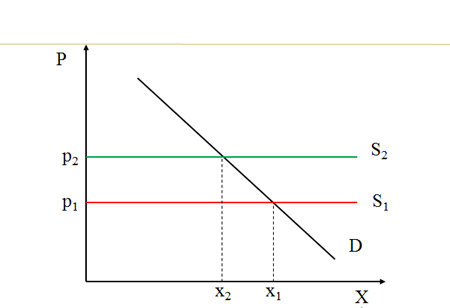 P
p₂
S₂
p₁
S₁
D
x₂
x₁
X